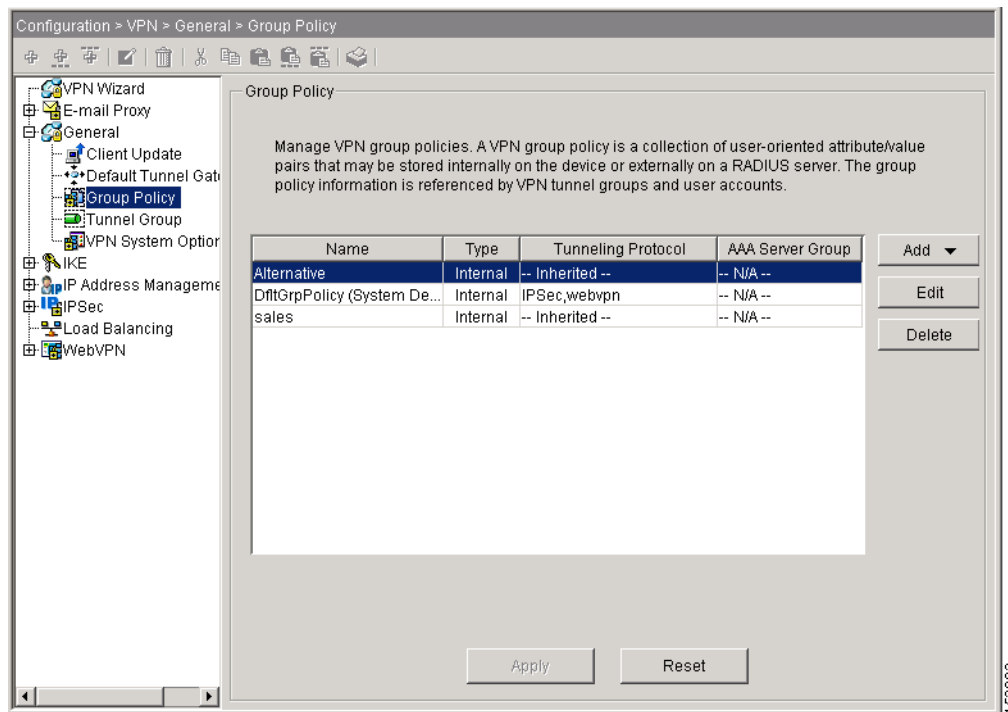 Configuration > VPN > General > Group Policy
VPN Wizard
E-mail Proxy
General
Client Update
Default Tunnel Gat
Group Policy
Tunnel Group
VPN System Option
IKE
IP Address Manageme
IPSec
Load Balancing
WebVPN
Group Policy
Manage VPN group policies. A VPN group policy is a collection of user-oriented attribute/value
pairs that may be stored internally on the device or externally on a RADIUS server. The group
policy information is referenced by VPN tunnel groups and user accounts.
Name Type Tunneling Protocol AAA Server Group
Alternative Internal -- Inherited -- -- N/A --
DfltGrpPolicy (System De... Internal IPSec,webvpn -- N/A --
sales Internal -- Inherited -- -- N/A --
Add
Edit
Delete
Apply Reset